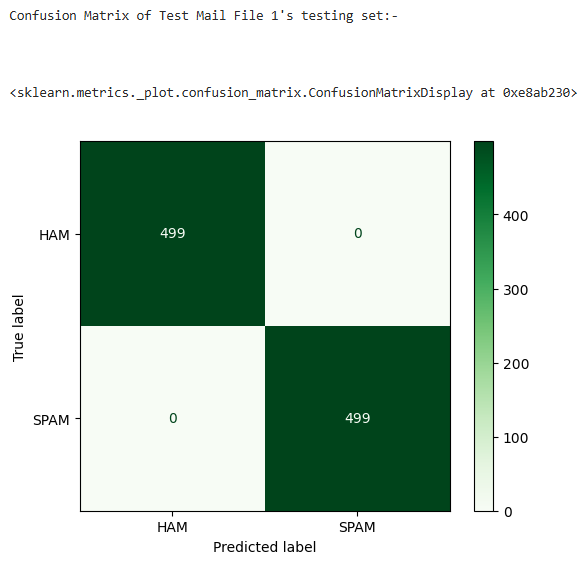 Confusion Matrix of Test Mail File 1's testing set:-
<sklearn.metrics._plot.confusion_matrix.ConfusionMatrixDisplay at 0xe8ab230>
HAM
499
0
400
300
True label
SPAM
0
499
200
100
0
HAM
SPAM
Predicted label